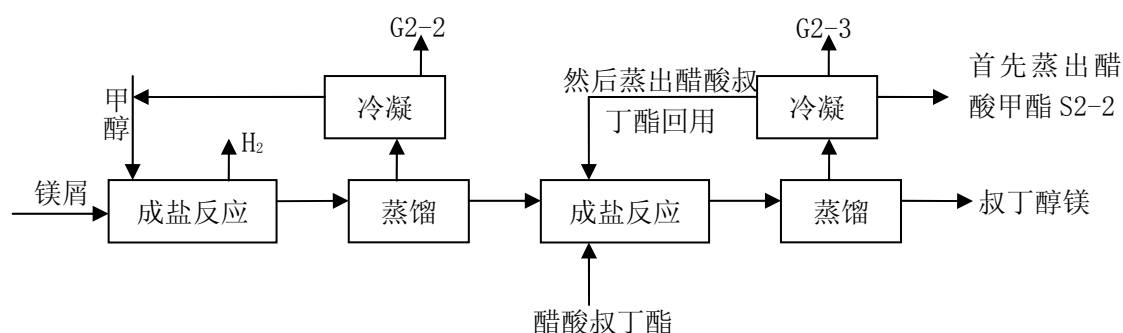 G2-2
G2-3
冷凝
然后蒸出醋酸叔
丁酯回用
冷凝
首先蒸出醋
酸甲酯 S2-2
甲
醇
H₂
镁屑
成盐反应
蒸馏
成盐反应
蒸馏
叔丁醇镁
醋酸叔丁酯